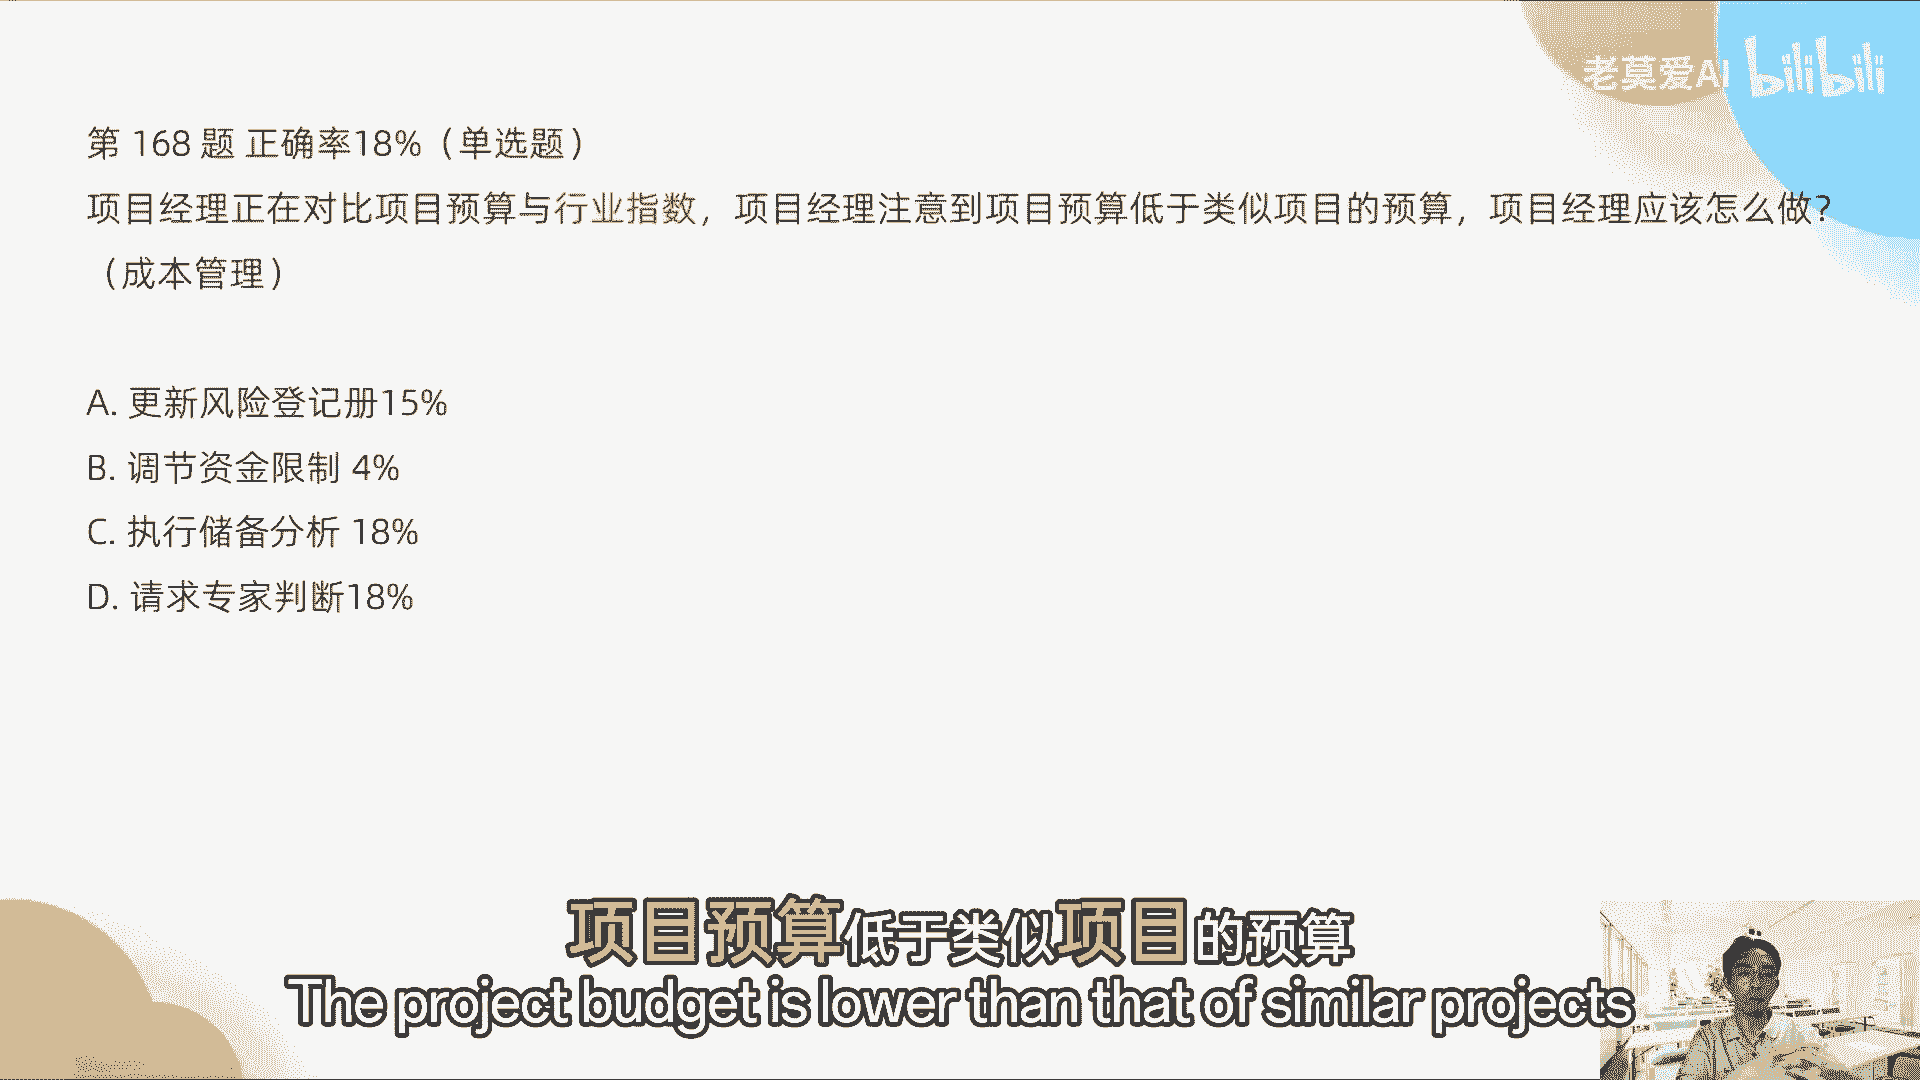 老莫爱AI bilibili
第 168 题 正确率18%（单选题）
项目经理正在对比项目预算与行业指数，项目经理注意到项目预算低于类似项目的预算，项目经理应该怎么做？
（成本管理）
A. 更新风险登记册15%
B. 调节资金限制 4%
C. 执行储备分析 18%
D. 请求专家判断18%
项目预算低于类似项目的预算
The project budget is lower than that of similar projects